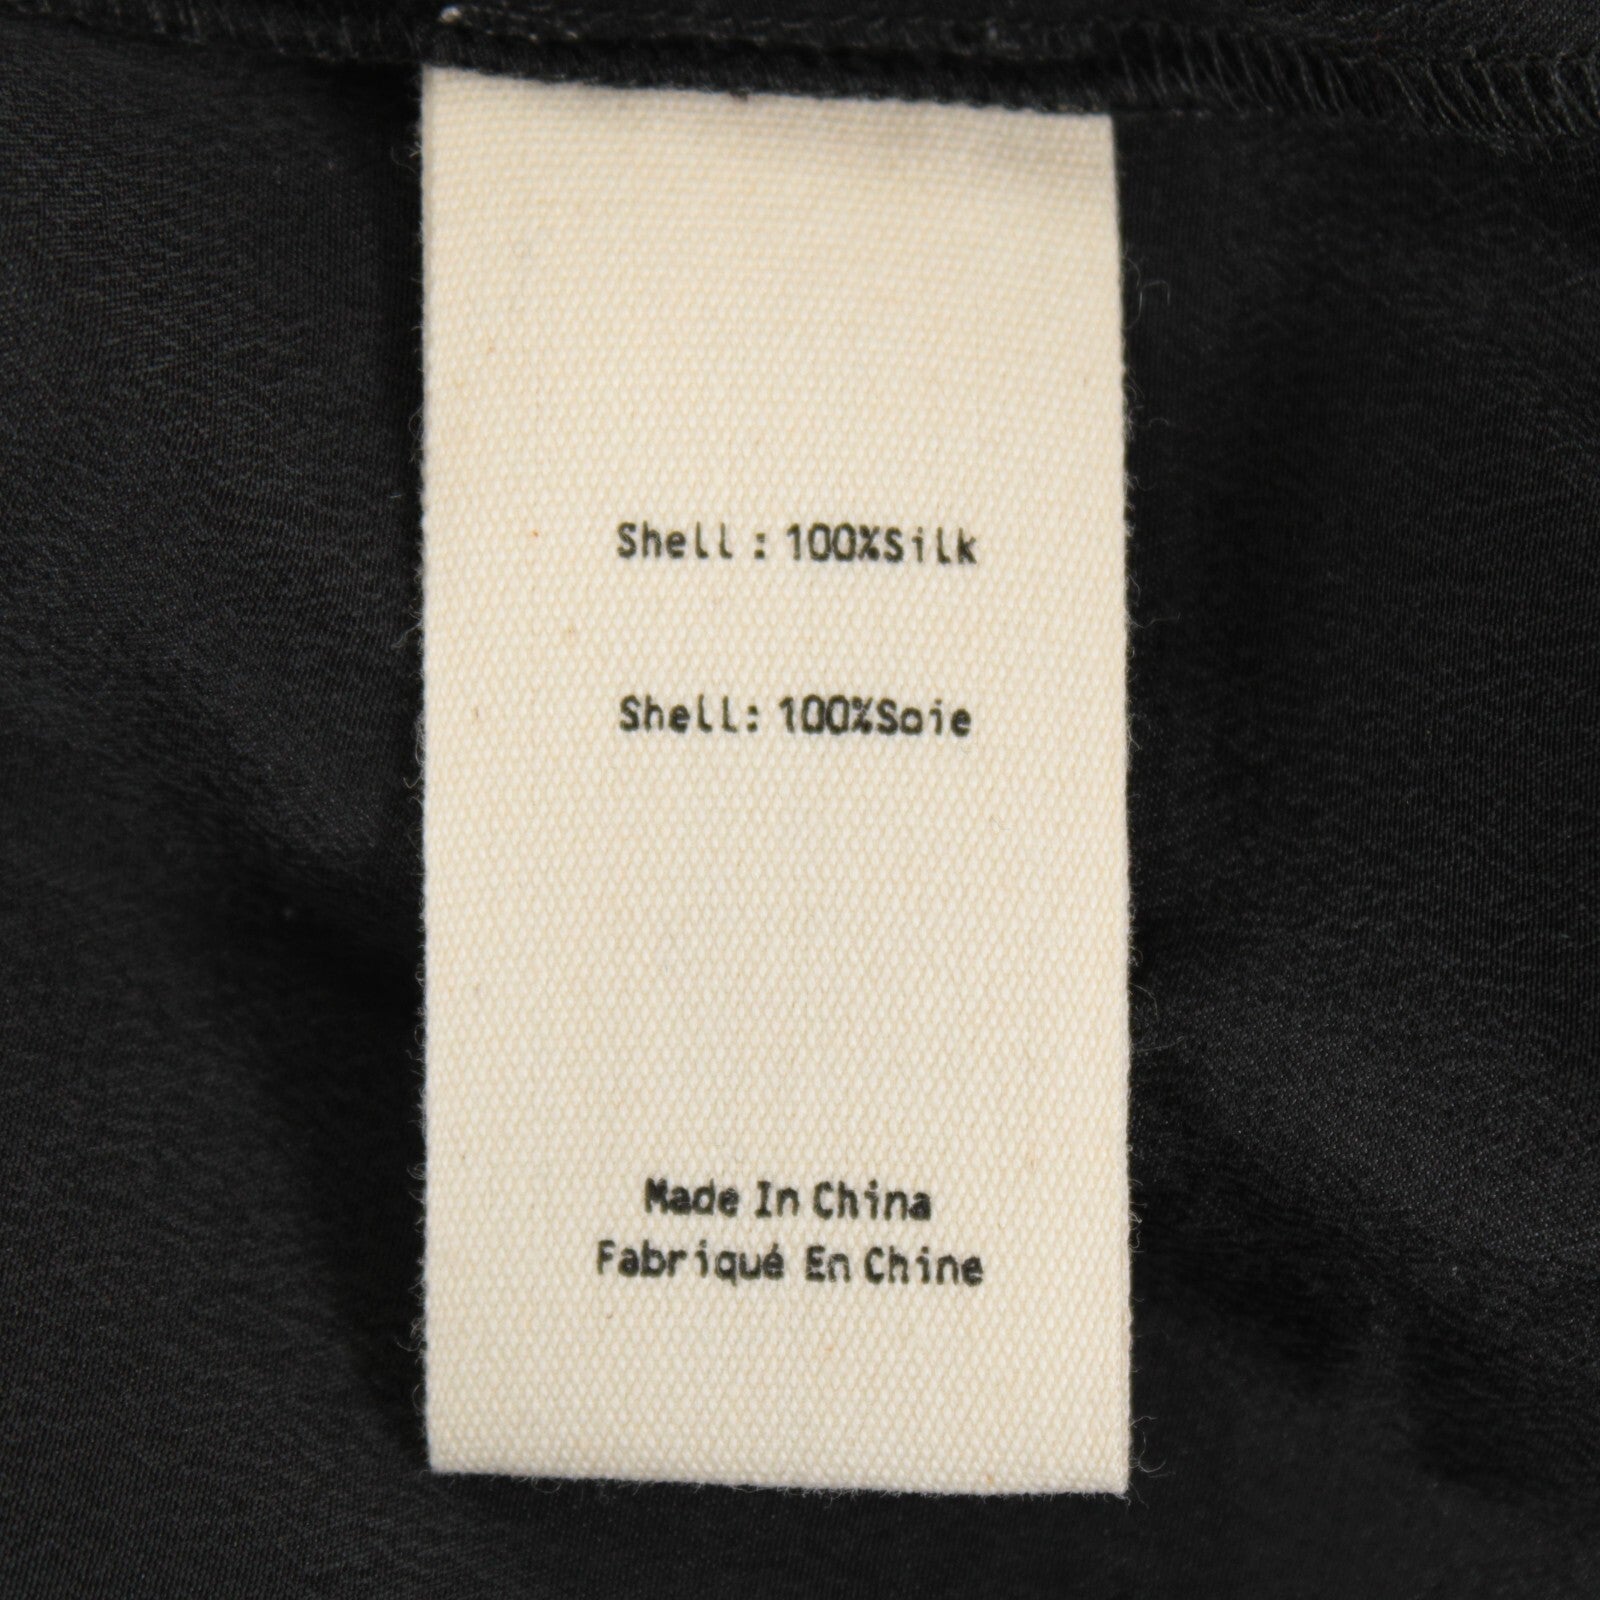 Shell: 100%Silk
Shell: 100%Soie
Made In China
Fabriqué En Chine